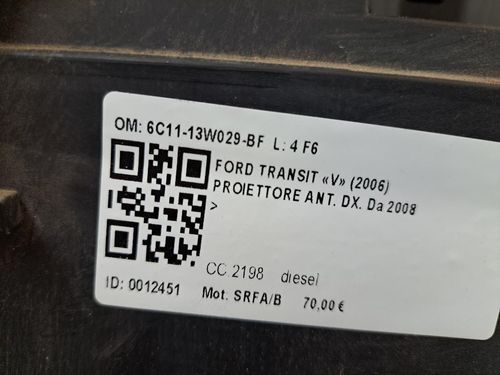 OM: 6C11-13W029-BF L: 4 F6
FORD TRANSIT «V» (2006)
PROIETTORE ANT. DX. Da 2008
>
CC 2198 diesel
ID: 0012451 Mot. SRFA/B 70,00 €